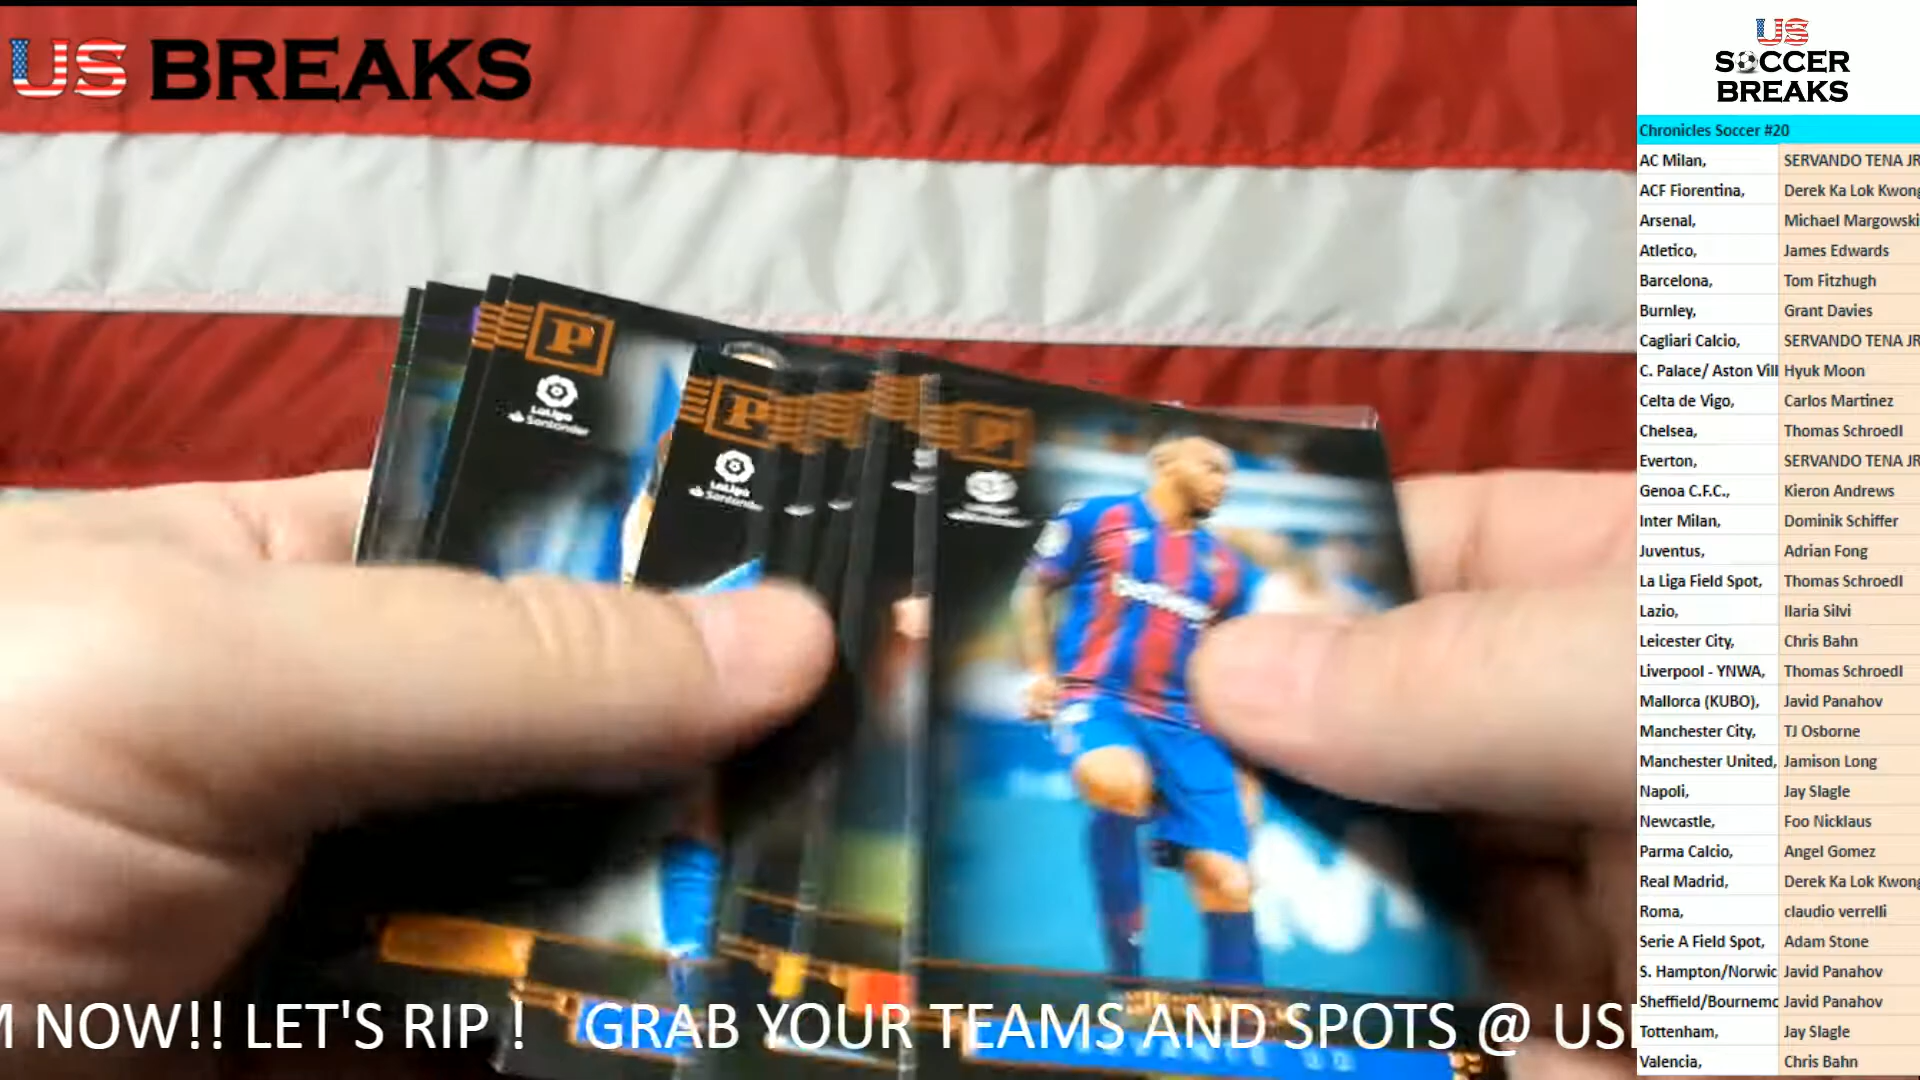 US BREAKS
US
SOCCER
BREAKS
Chronicles Soccer #20
AC Milan, SERVANDO TENA JR
ACF Fiorentina, Derek Ka Lok Kwong
Arsenal, Michael Margowski
Atletico, James Edwards
Barcelona, Tom Fitzhugh
Burnley, Grant Davies
Cagliari Calcio, SERVANDO TENA JR
C. Palace/ Aston Vill Hyuk Moon
Celta de Vigo, Carlos Martinez
Chelsea, Thomas Schroedl
Everton, SERVANDO TENA JR
Genoa C.F.C., Kieron Andrews
Inter Milan, Dominik Schiffer
Juventus, Adrian Fong
La Liga Field Spot, Thomas Schroedl
Lazio, Ilaria Silvi
Leicester City, Chris Bahn
Liverpool - YNWA, Thomas Schroedl
Mallorca (KUBO), Javid Panahov
Manchester City, TJ Osborne
Manchester United, Jamison Long
Napoli, Jay Slagle
Newcastle, Foo Nicklaus
Parma Calcio, Angel Gomez
Real Madrid, Derek Ka Lok Kwong
Roma, claudio verrelli
Serie A Field Spot, Adam Stone
S. Hampton/Norwic Javid Panahov
Sheffield/Bournemo Javid Panahov
Tottenham, Jay Slagle
Valencia, Chris Bahn
P
LaLiga
Santander
P
LaLiga
Santander
P
betway
LEVANTE UD
M NOW!! LET'S RIP ! GRAB YOUR TEAMS AND SPOTS @ US